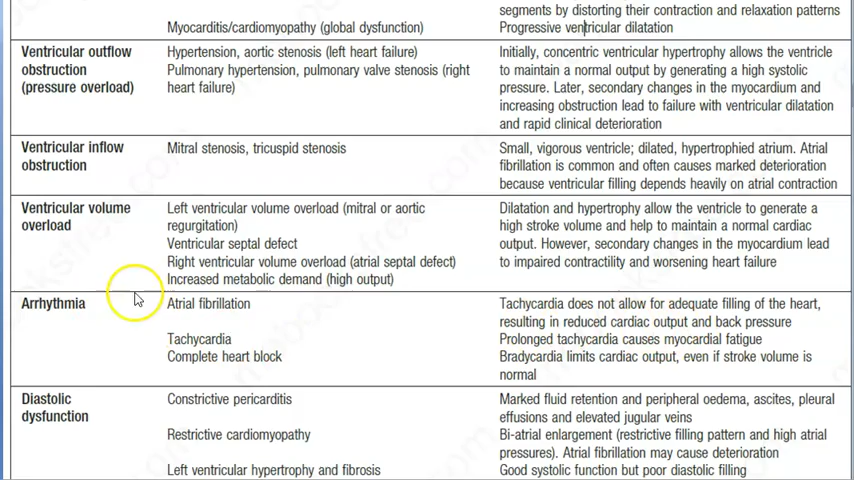 segments by distorting their contraction and relaxation patterns
Myocarditis/cardiomyopathy (global dysfunction)
Progressive ventricular dilatation
Ventricular outflow
obstruction
(pressure overload)
Hypertension, aortic stenosis (left heart failure)
Pulmonary hypertension, pulmonary valve stenosis (right
heart failure)
Initially, concentric ventricular hypertrophy allows the ventricle
to maintain a normal output by generating a high systolic
pressure. Later, secondary changes in the myocardium and
increasing obstruction lead to failure with ventricular dilatation
and rapid clinical deterioration
Ventricular inflow
obstruction
Mitral stenosis, tricuspid stenosis
Small, vigorous ventricle; dilated, hypertrophied atrium. Atrial
fibrillation is common and often causes marked deterioration
because ventricular filling depends heavily on atrial contraction
Ventricular volume
overload
Left ventricular volume overload (mitral or aortic
regurgitation)
Ventricular septal defect
Right ventricular volume overload (atrial septal defect)
Increased metabolic demand (high output)
Dilatation and hypertrophy allow the ventricle to generate a
high stroke volume and help to maintain a normal cardiac
output. However, secondary changes in the myocardium lead
to impaired contractility and worsening heart failure
Arrhythmia
Atrial fibrillation
Tachycardia does not allow for adequate filling of the heart,
resulting in reduced cardiac output and back pressure
Tachycardia
Prolonged tachycardia causes myocardial fatigue
Complete heart block
Bradycardia limits cardiac output, even if stroke volume is
normal
Diastolic
dysfunction
Constrictive pericarditis
Marked fluid retention and peripheral oedema, ascites, pleural
effusions and elevated jugular veins
Restrictive cardiomyopathy
Bi-atrial enlargement (restrictive filling pattern and high atrial
pressures). Atrial fibrillation may cause deterioration
Left ventricular hypertrophy and fibrosis
Good systolic function but poor diastolic filling